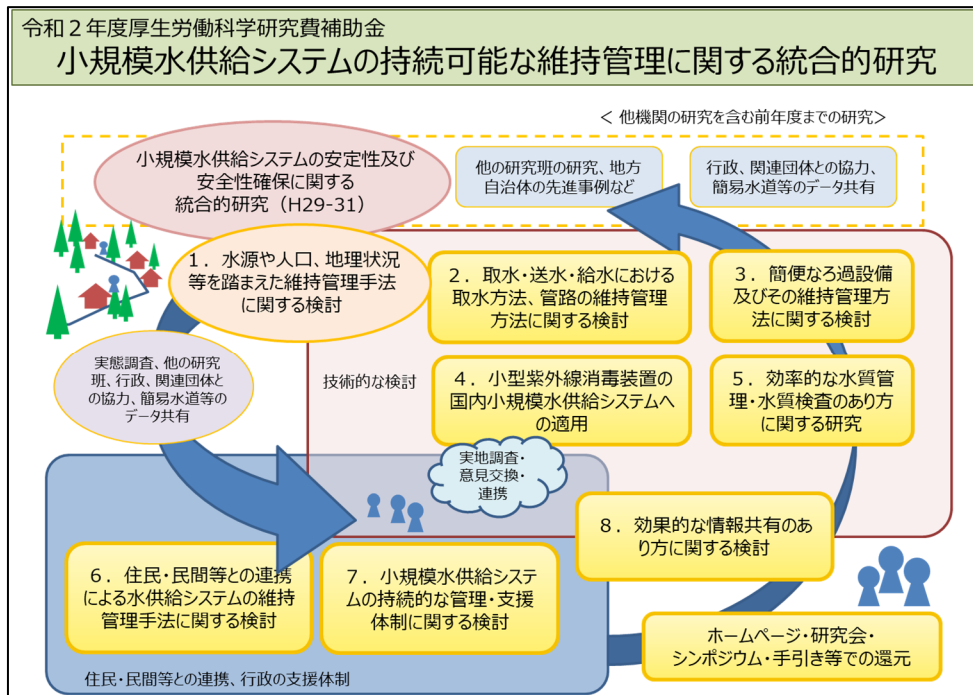 令和２年度厚生労働科学研究費補助金
小規模水供給システムの持続可能な維持管理に関する統合的研究
＜ 他機関の研究を含む前年度までの研究＞
小規模水供給システムの安定性及び
安全性確保に関する
統合的研究（H29-31）
他の研究班の研究、地方
自治体の先進事例など
行政、関連団体との協力、
簡易水道等のデータ共有
１．水源や人口、地理状況
等を踏まえた維持管理手法
に関する検討
２．取水・送水・給水における
取水方法、管路の維持管理
方法に関する検討
３．簡便なろ過設備
及びその維持管理方
法に関する検討
実態調査、他の研究
班、行政、関連団体と
の協力、簡易水道等の
データ共有
技術的な検討
４．小型紫外線消毒装置の
国内小規模水供給システムへ
の適用
５．効率的な水質管
理・水質検査のあり方
に関する研究
実地調査・
意見交換・
連携
８．効果的な情報共有のあ
り方に関する検討
６．住民・民間等との連携
による水供給システムの維持
管理手法に関する検討
７．小規模水供給システ
ムの持続的な管理・支援
体制に関する検討
ホームページ・研究会・
シンポジウム・手引き等での還元
住民・民間等との連携、行政の支援体制